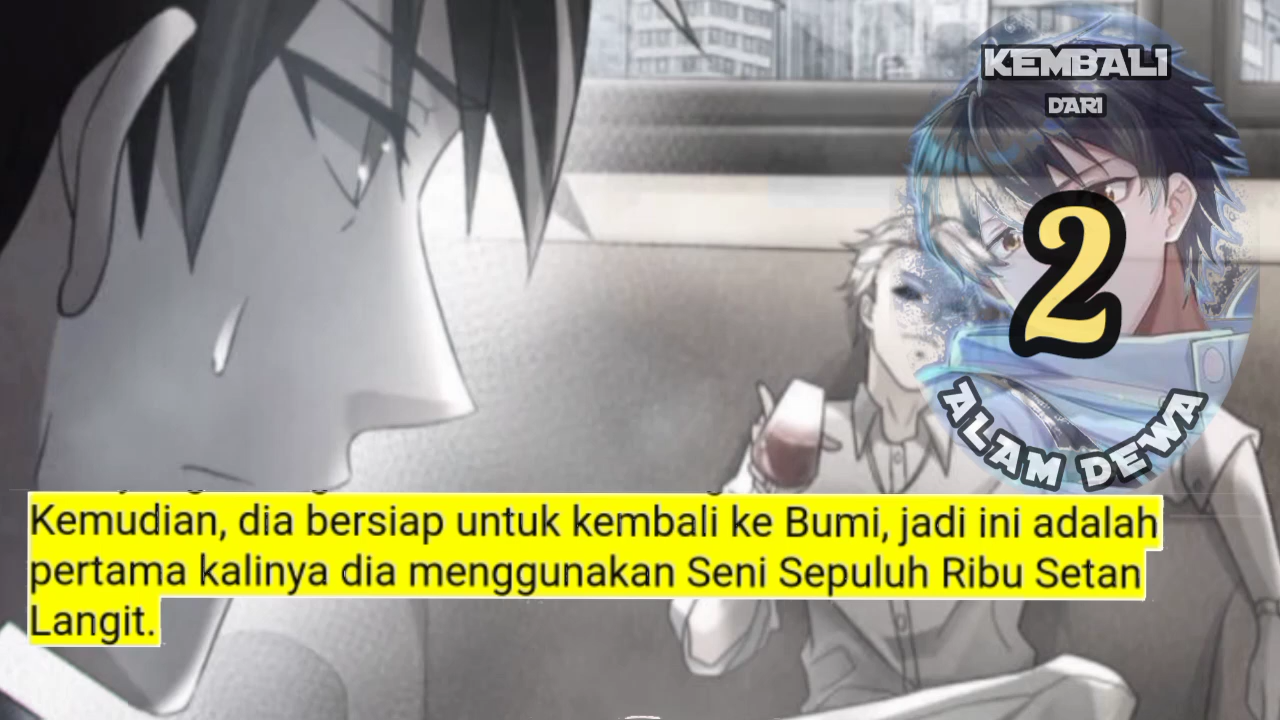 KEMBALI
DARI
2
ALAM DEWA
Kemudian, dia bersiap untuk kembali ke Bumi, jadi ini adalah
pertama kalinya dia menggunakan Seni Sepuluh Ribu Setan
Langit.